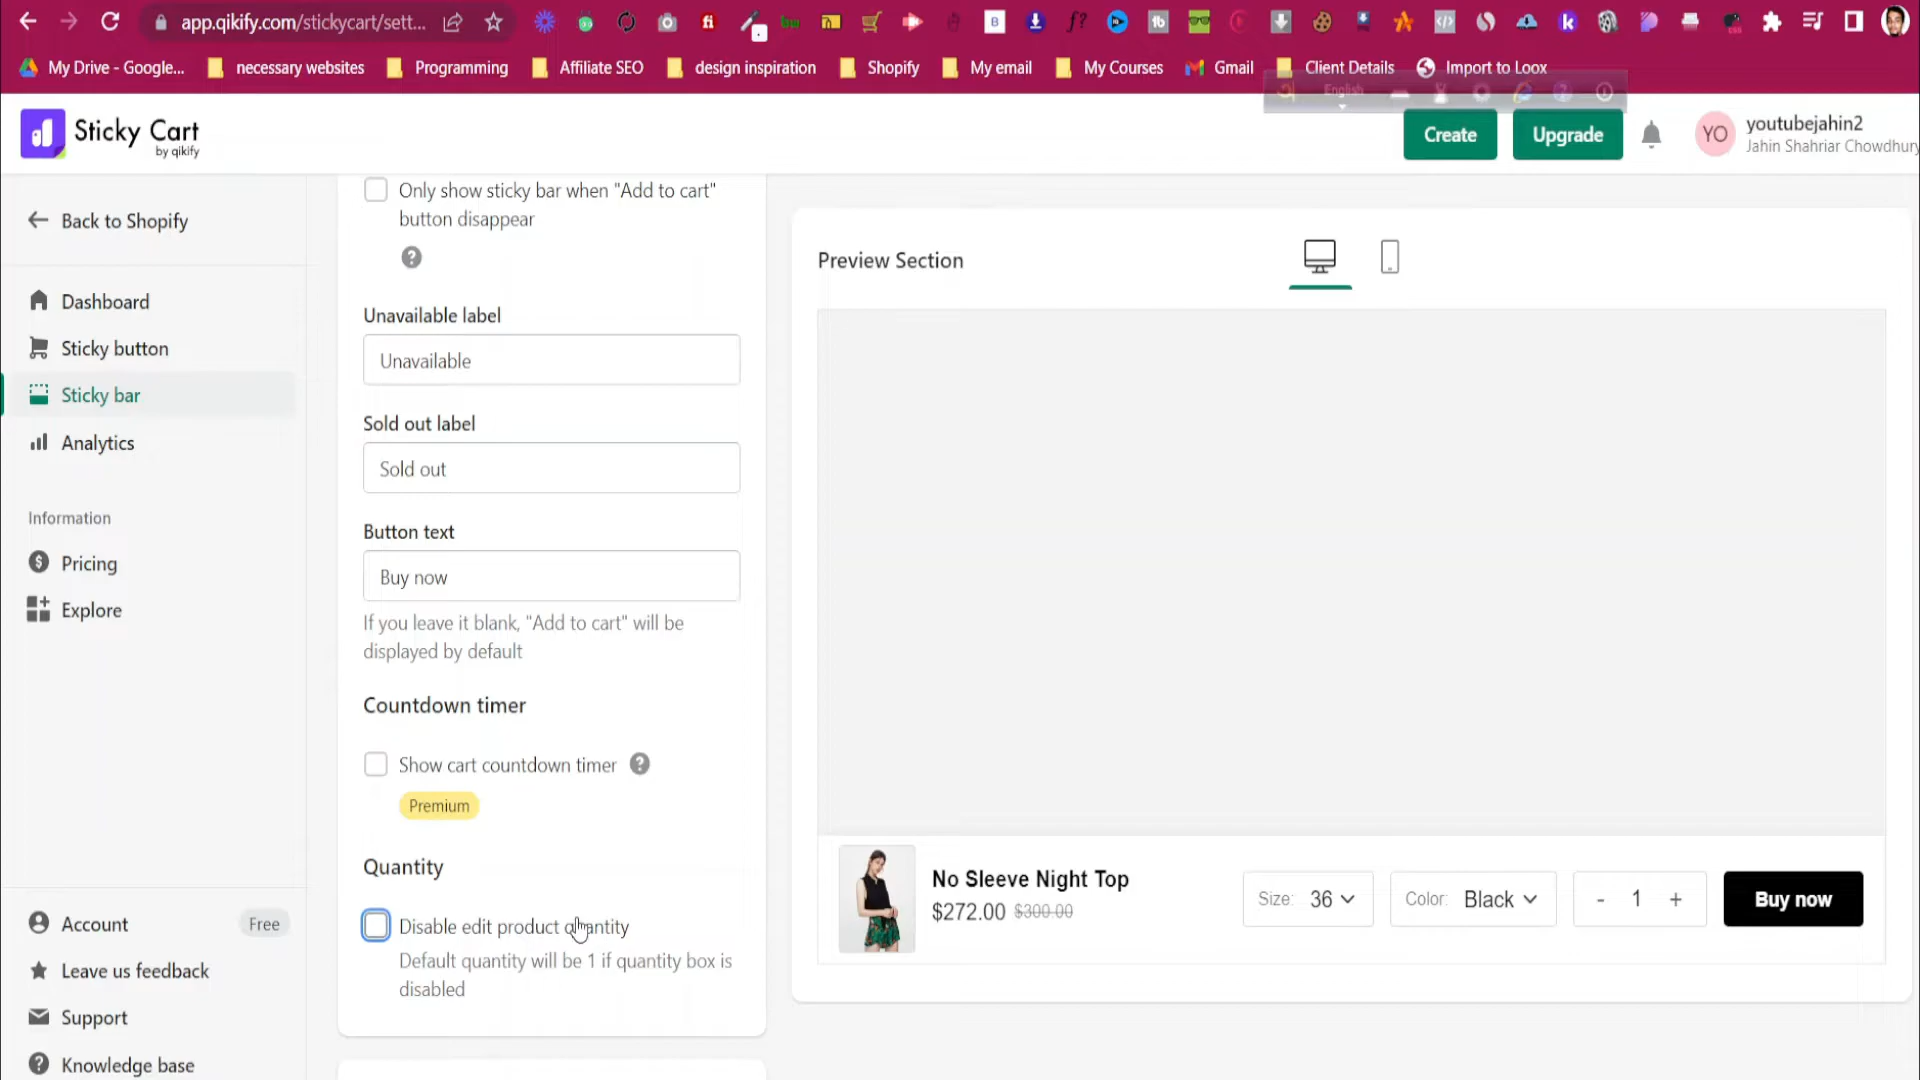 app.qikify.com/stickycart/sett...
My Drive - Google...
necessary websites
Programming
Affiliate SEO
design inspiration
Shopify
My email
My Courses
Gmail
Client Details
Import to Loox
English
Sticky Cart
by qikify
Create
Upgrade
YO
youtubejahin2
Jahin Shahriar Chowdhury
Back to Shopify
Dashboard
Sticky button
Sticky bar
Analytics
Information
Pricing
Explore
Account
Free
Leave us feedback
Support
Knowledge base
Only show sticky bar when "Add to cart"
button disappear
Unavailable label
Unavailable
Sold out label
Sold out
Button text
Buy now
If you leave it blank, "Add to cart" will be
displayed by default
Countdown timer
Show cart countdown timer
Premium
Quantity
Disable edit product quantity
Default quantity will be 1 if quantity box is
disabled
Preview Section
No Sleeve Night Top
$272.00 $300.00
Size: 36
Color: Black
- 1 +
Buy now